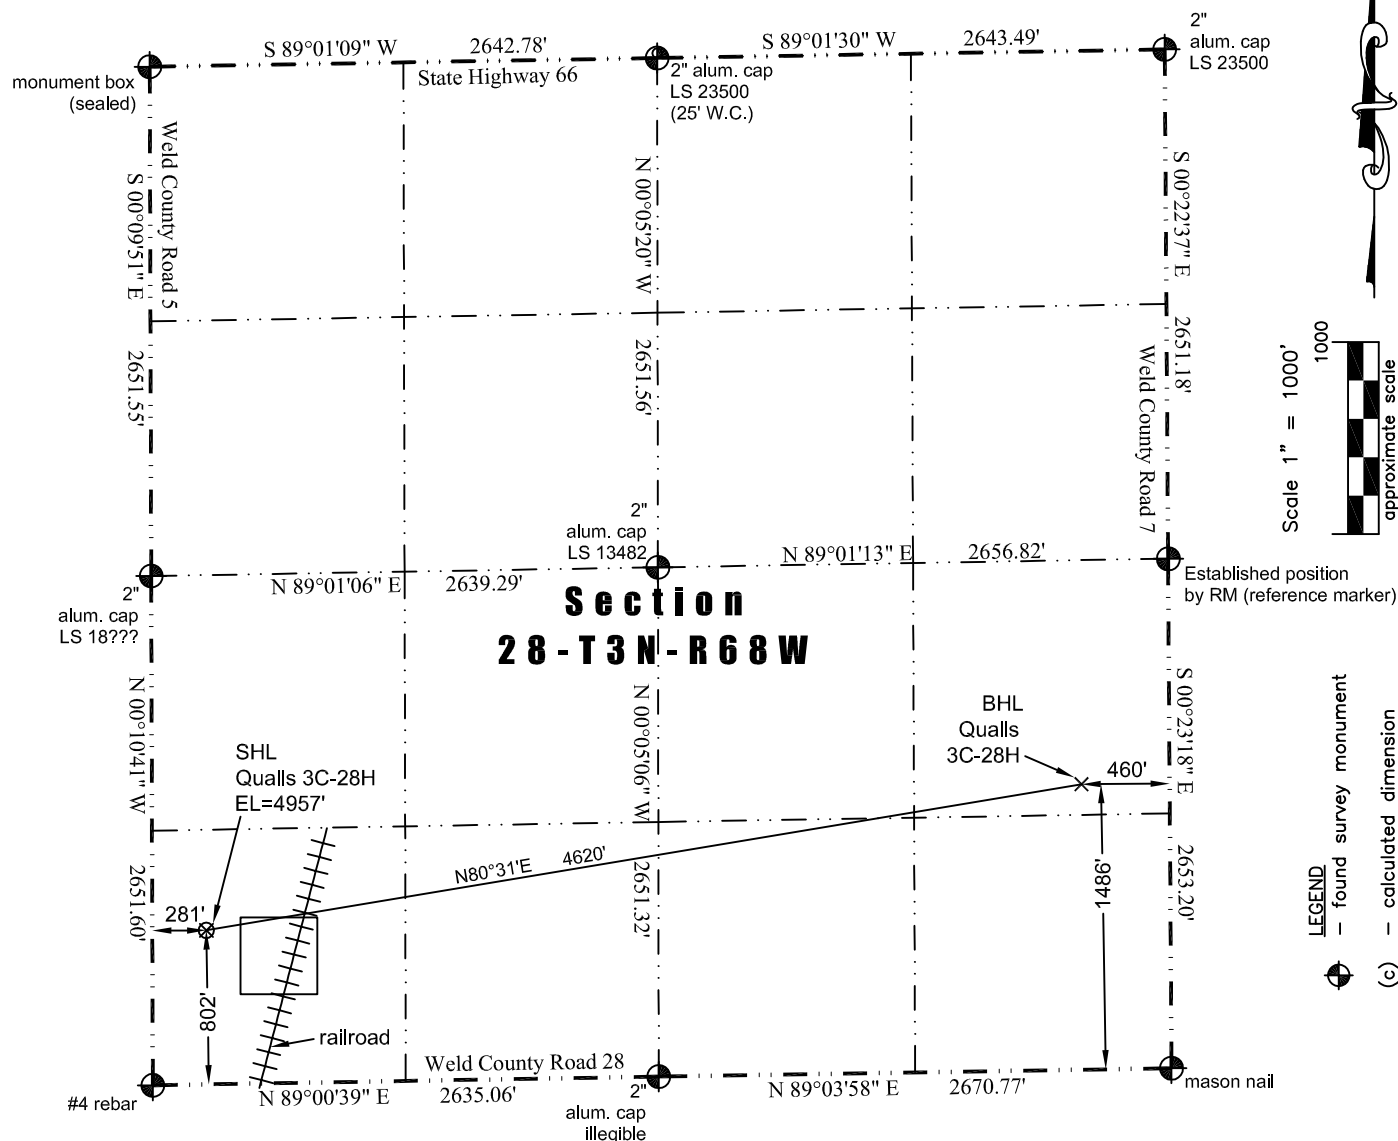 S 89°01'09" W 2642.78'
State Highway 66
S 89°01'30" W 2643.49'
2"
alum. cap
LS 23500
monument box
(sealed)
2" alum. cap
LS 23500
(25' W.C.)
Weld County Road 5
S 00°09'51" E
2651.55'
N 00°05'20" W
2651.56'
S 00°22'37" E
2651.18'
Weld County Road 7
1000
Scale 1" = 1000'
approximate scale
2"
alum. cap
LS 13482
N 89°01'06" E 2639.29'
N 89°01'13" E 2656.82'
Established position
by RM (reference marker)
2"
alum. cap
LS 18???
Section
28-T3N-R68W
N 00°10'41" W
2651.60'
N 00°05'06" W
2651.32'
S 00°23'18" E
2653.20'
SHL
Qualls 3C-28H
EL=4957'
BHL
Qualls
3C-28H
460'
N80°31'E 4620'
281'
802'
1486'
railroad
LEGEND
- found survey monument
(c) - calculated dimension
Weld County Road 28
#4 rebar
N 89°00'39" E 2635.06'
2"
alum. cap
illegible
N 89°03'58" E 2670.77'
mason nail